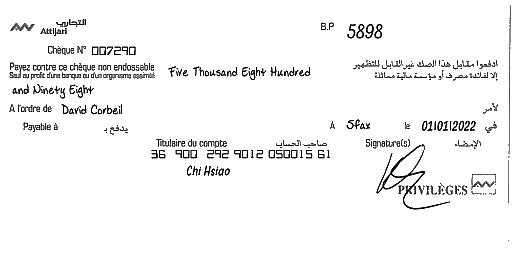 التجاري
Attijari
B.P 5898
Chèque N° 007290
Payez contre ce chèque non endossable
Seul au profit d'une banque ou d'un organisme assimilé
Five Thousand Eight Hundred
and Ninety Eight
ادفعوا مقابل هذا الصك غير القابل للتظهير
إلا لفائدة مصرف أو مؤسسة مالية مماثلة
A l'ordre de David Corbeil لأمر
Payable à يدفع بـ
A Sfax le 01/01/2022 في
Titulaire du compte صاحب الحساب
Signature(s) الإمضاء
36 900 292 9012 050015 61
Chi Hsiao
PRIVILÈGES